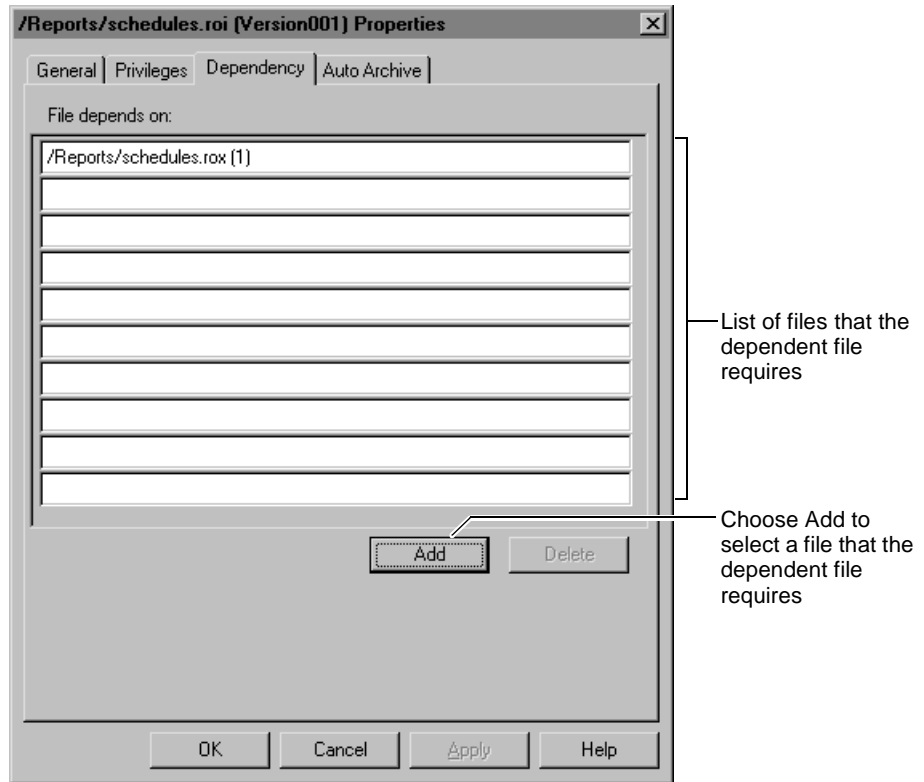 /Reports/schedules.roi (Version001) Properties
General
Privileges
Dependency
Auto Archive
File depends on:
/Reports/schedules.rox (1)
List of files that the
dependent file
requires
Add
Delete
Choose Add to
select a file that the
dependent file
requires
OK
Cancel
Apply
Help